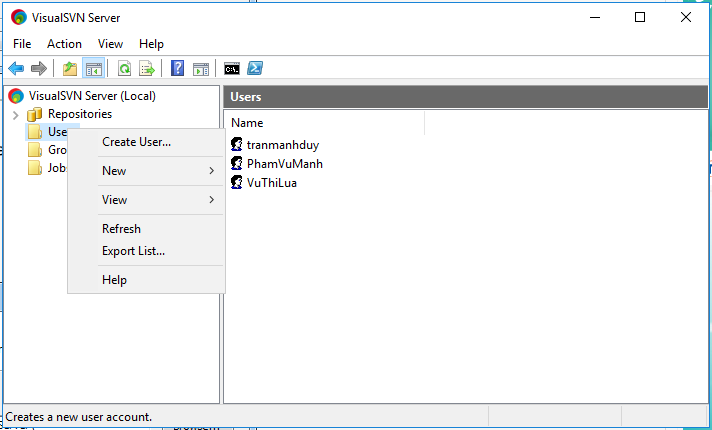 VisualSVN Server
File Action View Help
VisualSVN Server (Local)
Repositories
Use
Gro
Jobs
Create User...
New
View
Refresh
Export List...
Help
Users
Name
tranmanhduy
PhamVuManh
VuThiLua
Creates a new user account.